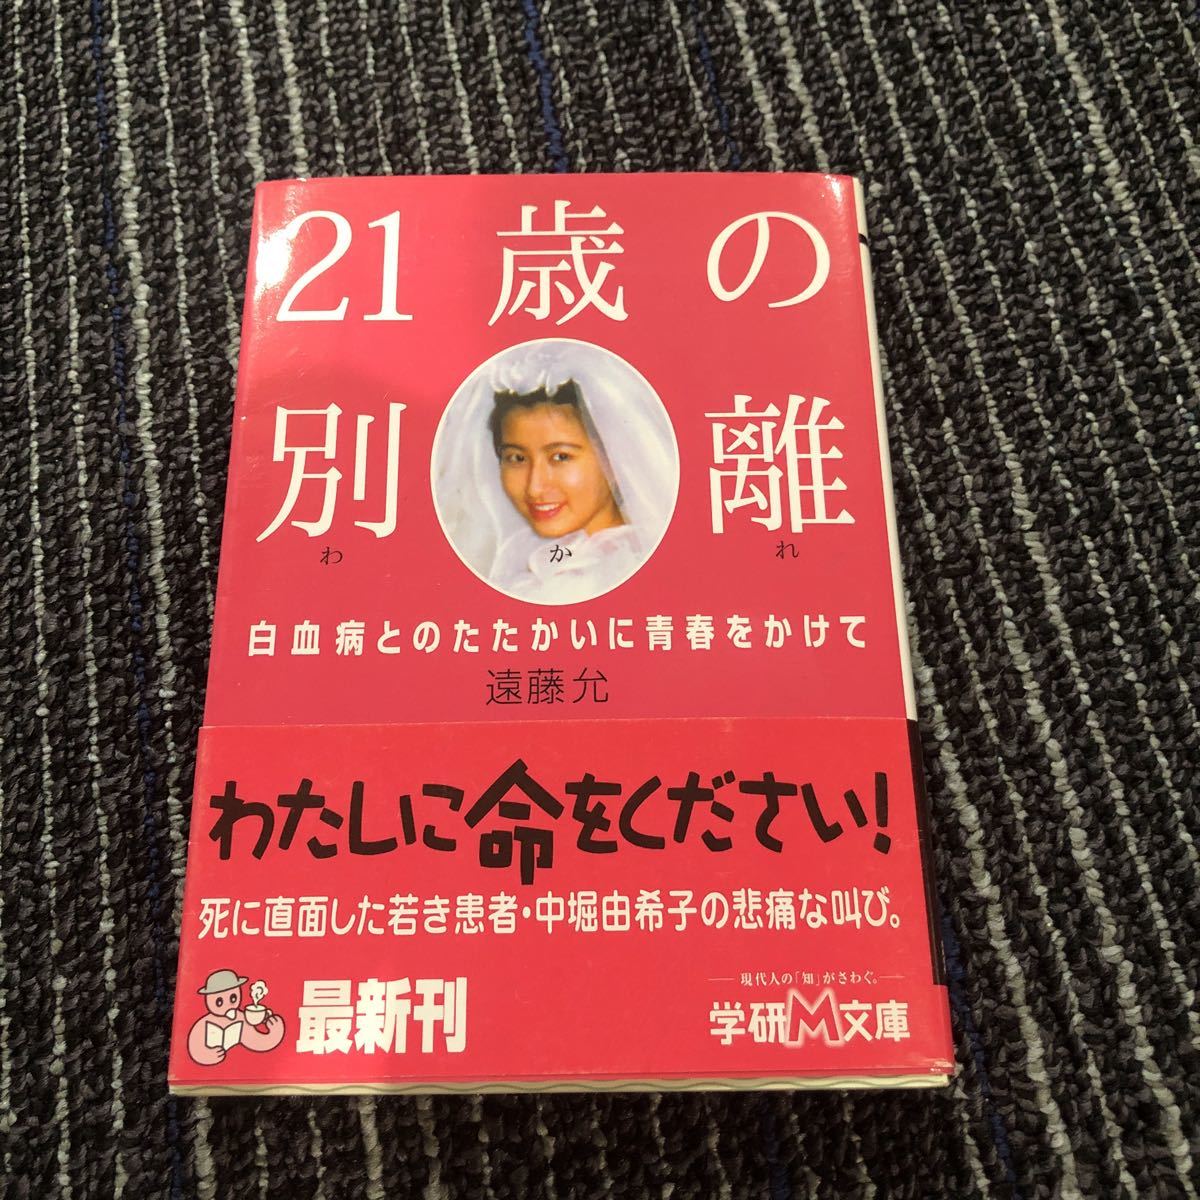 21歳の
別離
わかれ
白血病とのたたかいに青春をかけて
遠藤允
わたしに命をください!
死に直面した若き患者・中堀由希子の悲痛な叫び。
最新刊
現代人の「知」がさわぐ。
学研M文庫